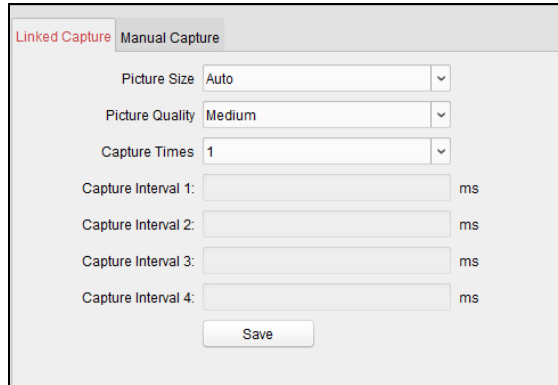 Linked Capture Manual Capture
Picture Size Auto
Picture Quality Medium
Capture Times 1
Capture Interval 1: ms
Capture Interval 2: ms
Capture Interval 3: ms
Capture Interval 4: ms
Save